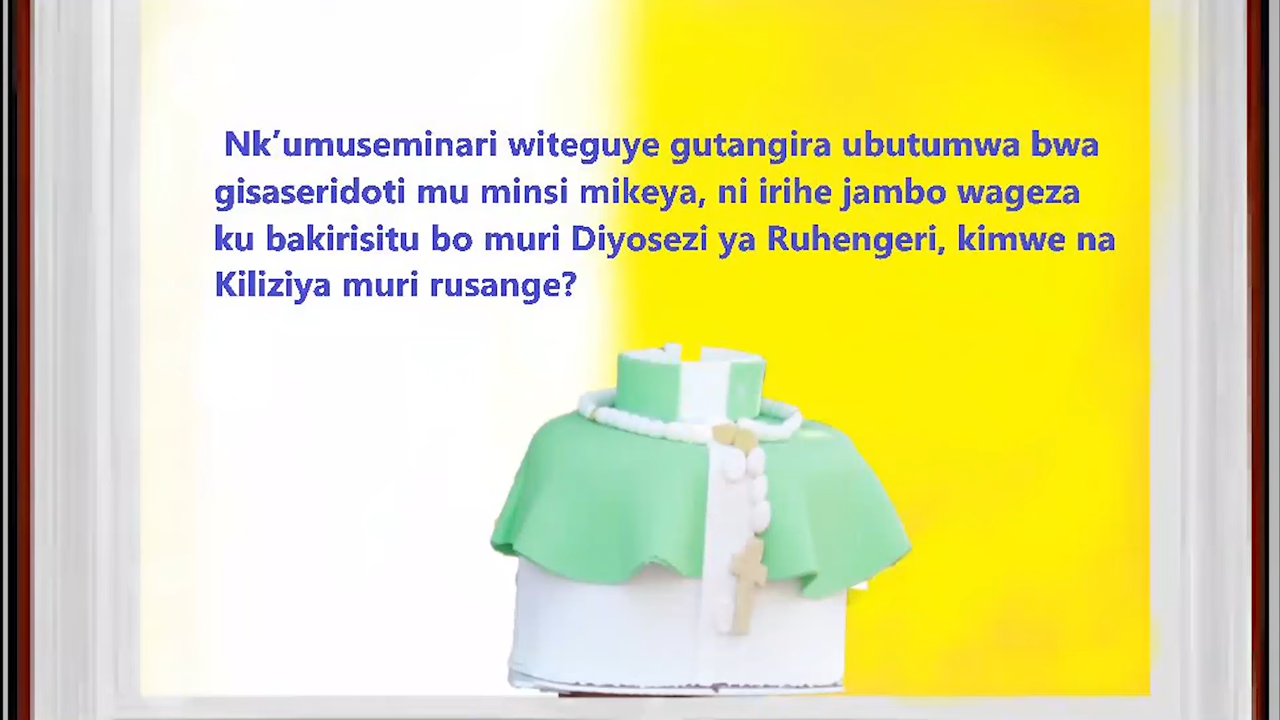 Nk’umuseminari witeguye gutangira ubutumwa bwa
gisaseridoti mu minsi mikeya, ni irihe jambo wageza
ku bakirisitu bo muri Diyosezi ya Ruhengeri, kimwe na
Kiliziya muri rusange?